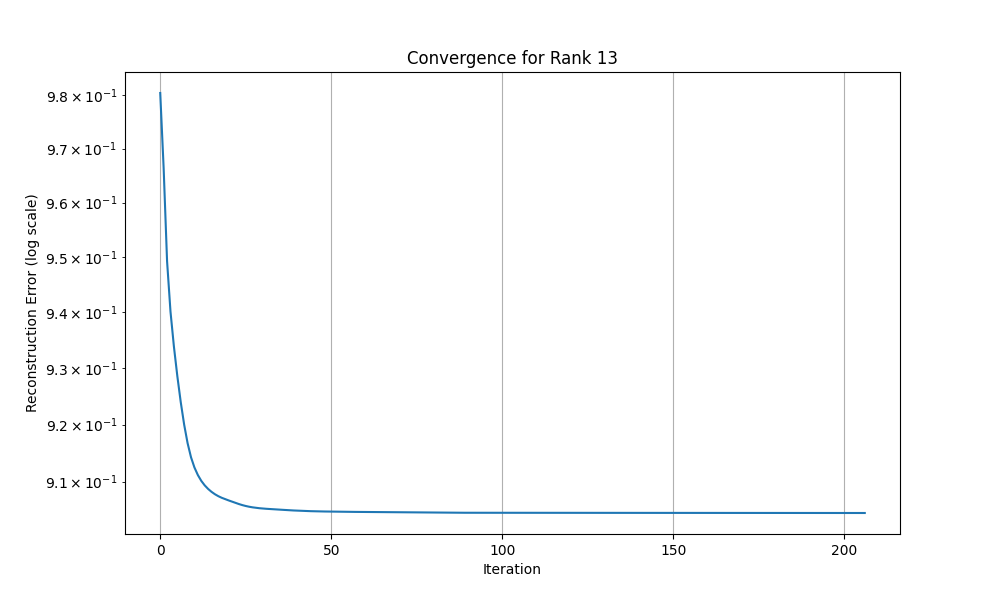 Convergence for Rank 13
Reconstruction Error (log scale)
9.8 × 10⁻¹
9.7 × 10⁻¹
9.6 × 10⁻¹
9.5 × 10⁻¹
9.4 × 10⁻¹
9.3 × 10⁻¹
9.2 × 10⁻¹
9.1 × 10⁻¹
0 50 100 150 200
Iteration